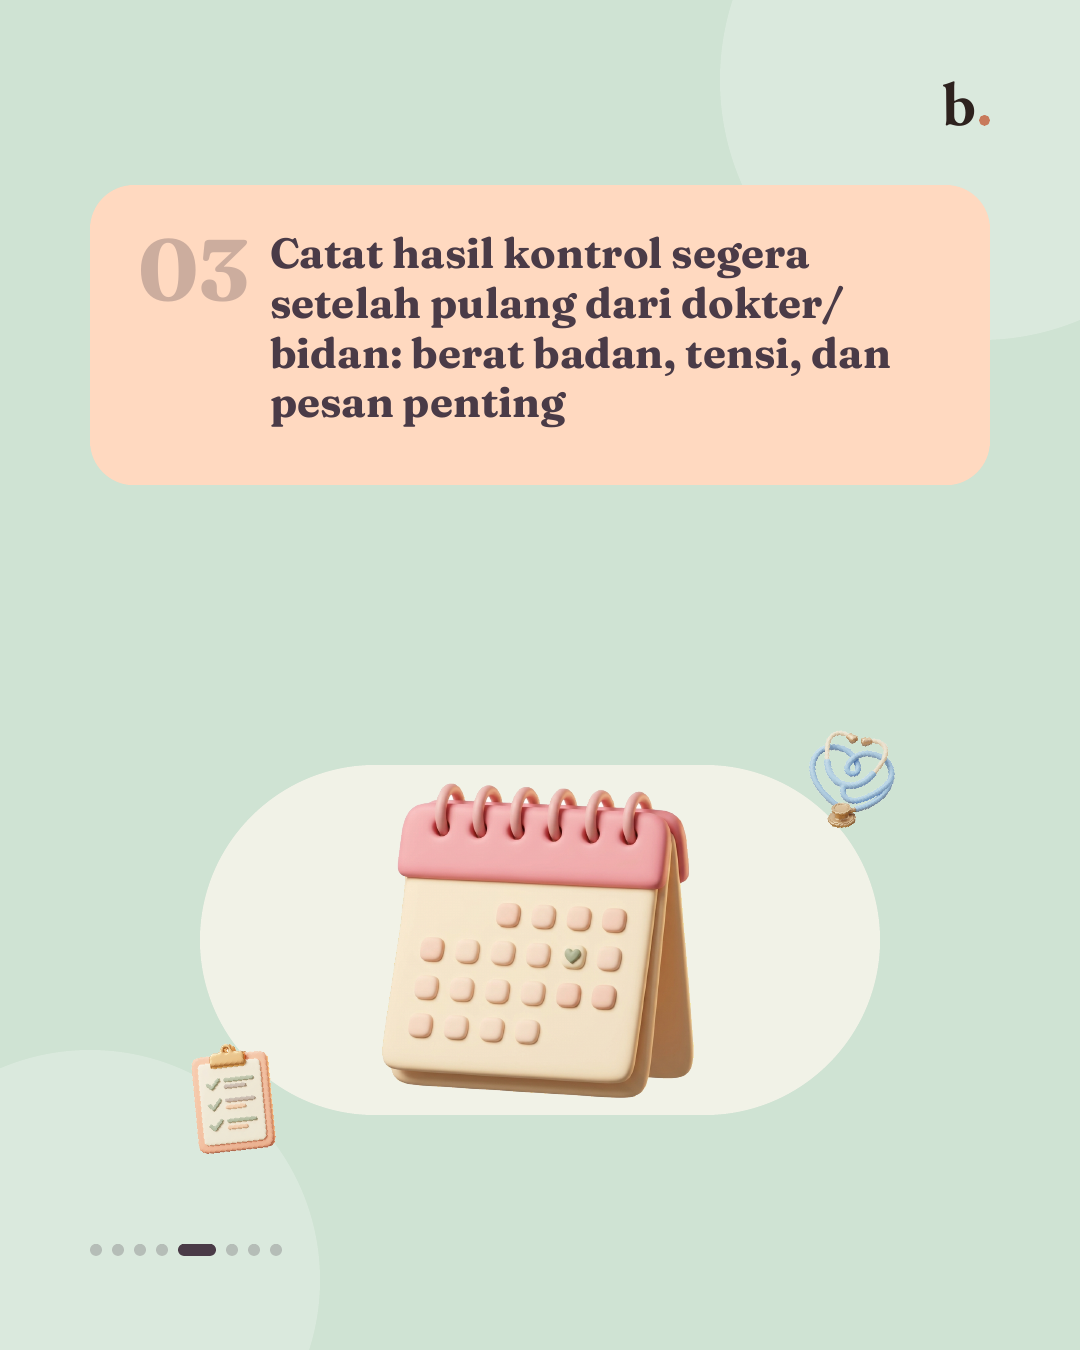 b.
03
Catat hasil kontrol segera
setelah pulang dari dokter/
bidan: berat badan, tensi, dan
pesan penting